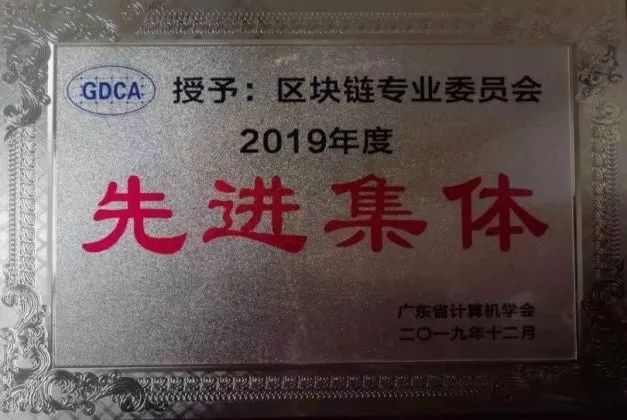 GDCA 授予：区块链专业委员会
2019年度
先进集体
广东省计算机学会
二〇一九年十二月